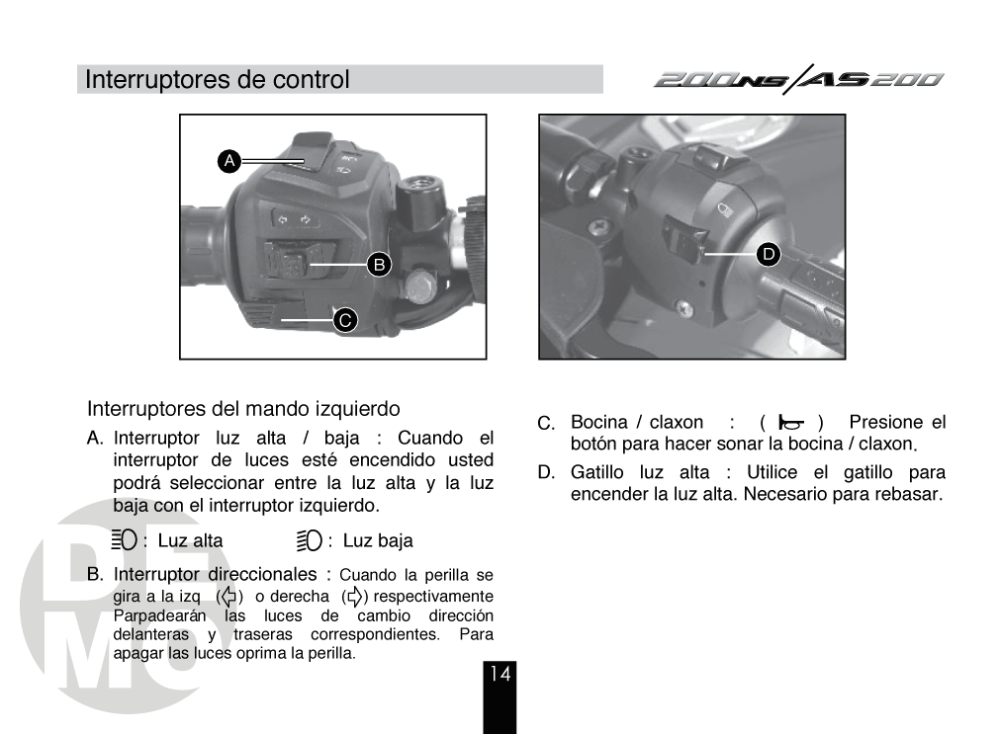 Interruptores de control
200NS/AS200
A
B
C
D
Interruptores del mando izquierdo
A. Interruptor luz alta / baja : Cuando el
interruptor de luces esté encendido usted
podrá seleccionar entre la luz alta y la luz
baja con el interruptor izquierdo.
: Luz alta : Luz baja
B. Interruptor direccionales : Cuando la perilla se
gira a la izq ( ) o derecha ( ) respectivamente
Parpadearán las luces de cambio dirección
delanteras y traseras correspondientes. Para
apagar las luces oprima la perilla.
C. Bocina / claxon : ( ) Presione el
botón para hacer sonar la bocina / claxon.
D. Gatillo luz alta : Utilice el gatillo para
encender la luz alta. Necesario para rebasar.
DEMO
14